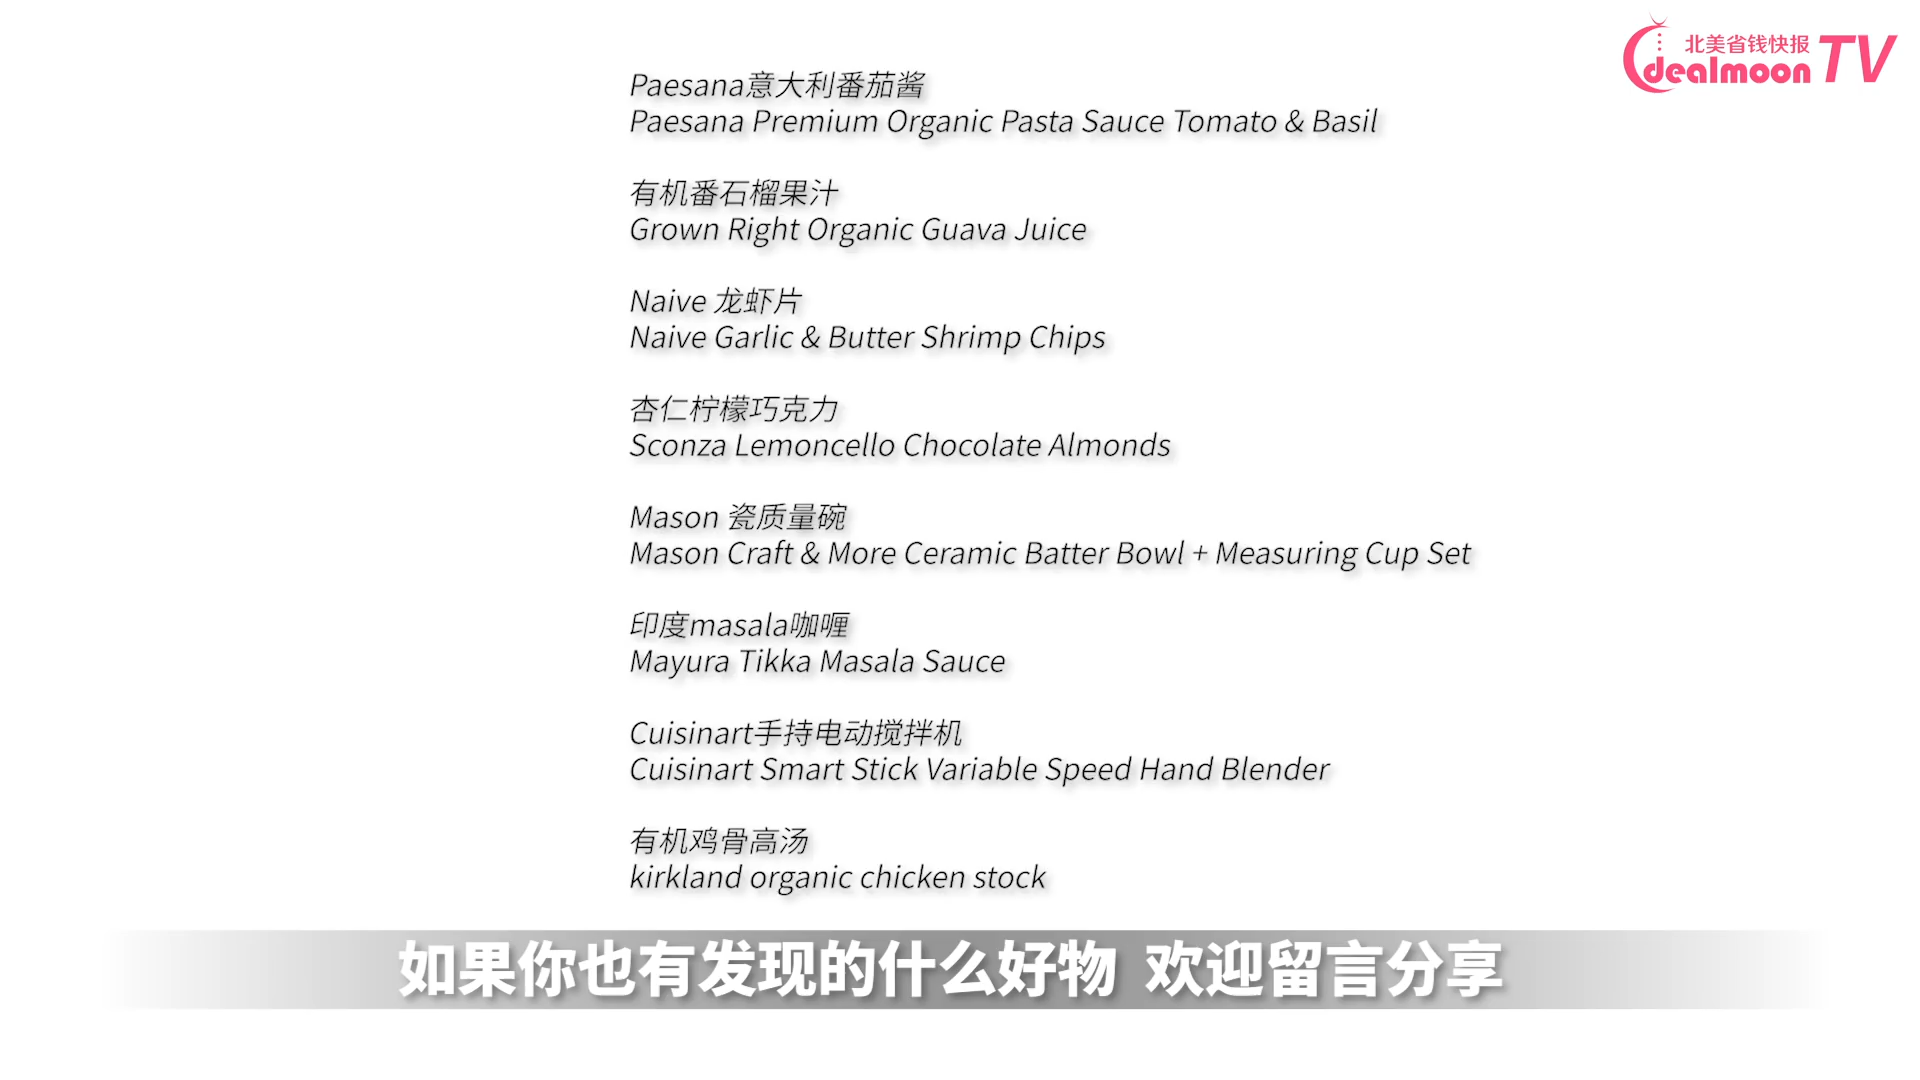 北美省钱快报
dealmoon TV
Paesana意大利番茄酱
Paesana Premium Organic Pasta Sauce Tomato & Basil
有机番石榴果汁
Grown Right Organic Guava Juice
Naive 龙虾片
Naive Garlic & Butter Shrimp Chips
杏仁柠檬巧克力
Sconza Lemoncello Chocolate Almonds
Mason 瓷质量碗
Mason Craft & More Ceramic Batter Bowl + Measuring Cup Set
印度masala咖喱
Mayura Tikka Masala Sauce
Cuisinart手持电动搅拌机
Cuisinart Smart Stick Variable Speed Hand Blender
有机鸡骨高汤
kirkland organic chicken stock
如果你也有发现的什么好物 欢迎留言分享